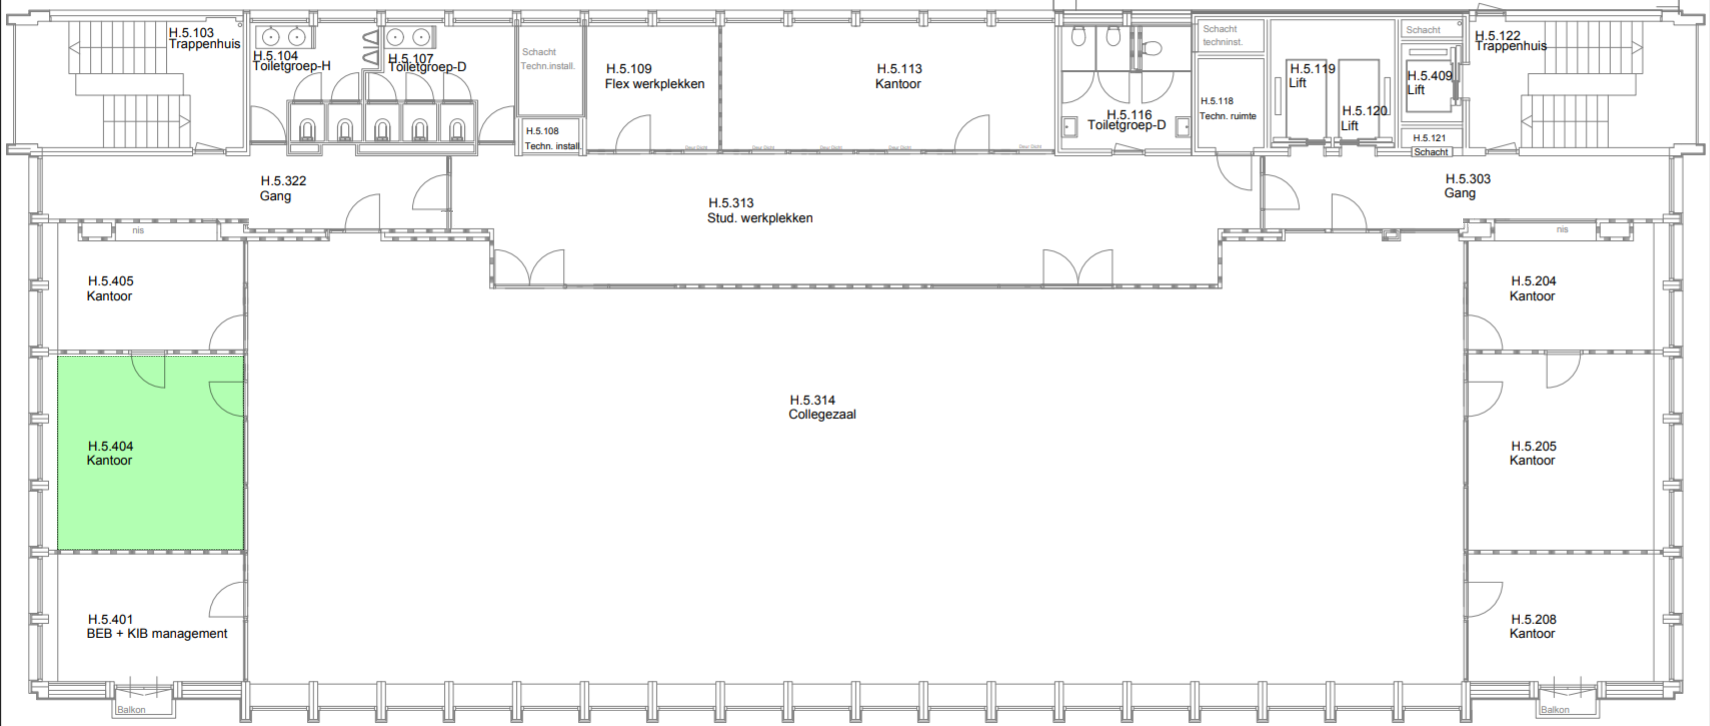 H.5.103
Trappenhuis
H.5.104
Toiletgroep-H
H.5.107
Toiletgroep-D
Schacht
Techn.install.
H.5.108
Techn. install.
H.5.109
Flex werkplekken
H.5.113
Kantoor
H.5.116
Toiletgroep-D
Schacht
techninst.
H.5.118
Techn. ruimte
H.5.119
Lift
H.5.120
Lift
Schacht
H.5.409
Lift
H.5.121
Schacht
H.5.122
Trappenhuis
H.5.322
Gang
H.5.313
Stud. werkplekken
H.5.303
Gang
nis
nis
H.5.405
Kantoor
H.5.204
Kantoor
H.5.404
Kantoor
H.5.314
Collegezaal
H.5.205
Kantoor
H.5.401
BEB + KIB management
H.5.208
Kantoor
Balkon
Balkon